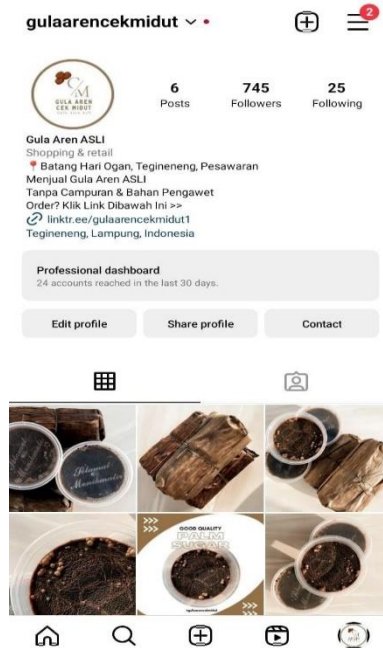 gulaarencekmidut
2
C/M
GULA AREN
CEK MIDUT
6 745 25
Posts Followers Following
Gula Aren ASLI
Shopping & retail
Batang Hari Ogan, Tegineneng, Pesawaran
Menjual Gula Aren ASLI
Tanpa Campuran & Bahan Pengawet
Order? Klik Link Dibawah Ini >>
linktr.ee/gulaarencekmidut1
Tegineneng, Lampung, Indonesia
Professional dashboard
24 accounts reached in the last 30 days.
Edit profile Share profile Contact
Selamat
Menikmati
GOOD QUALITY
PALM
SUGAR